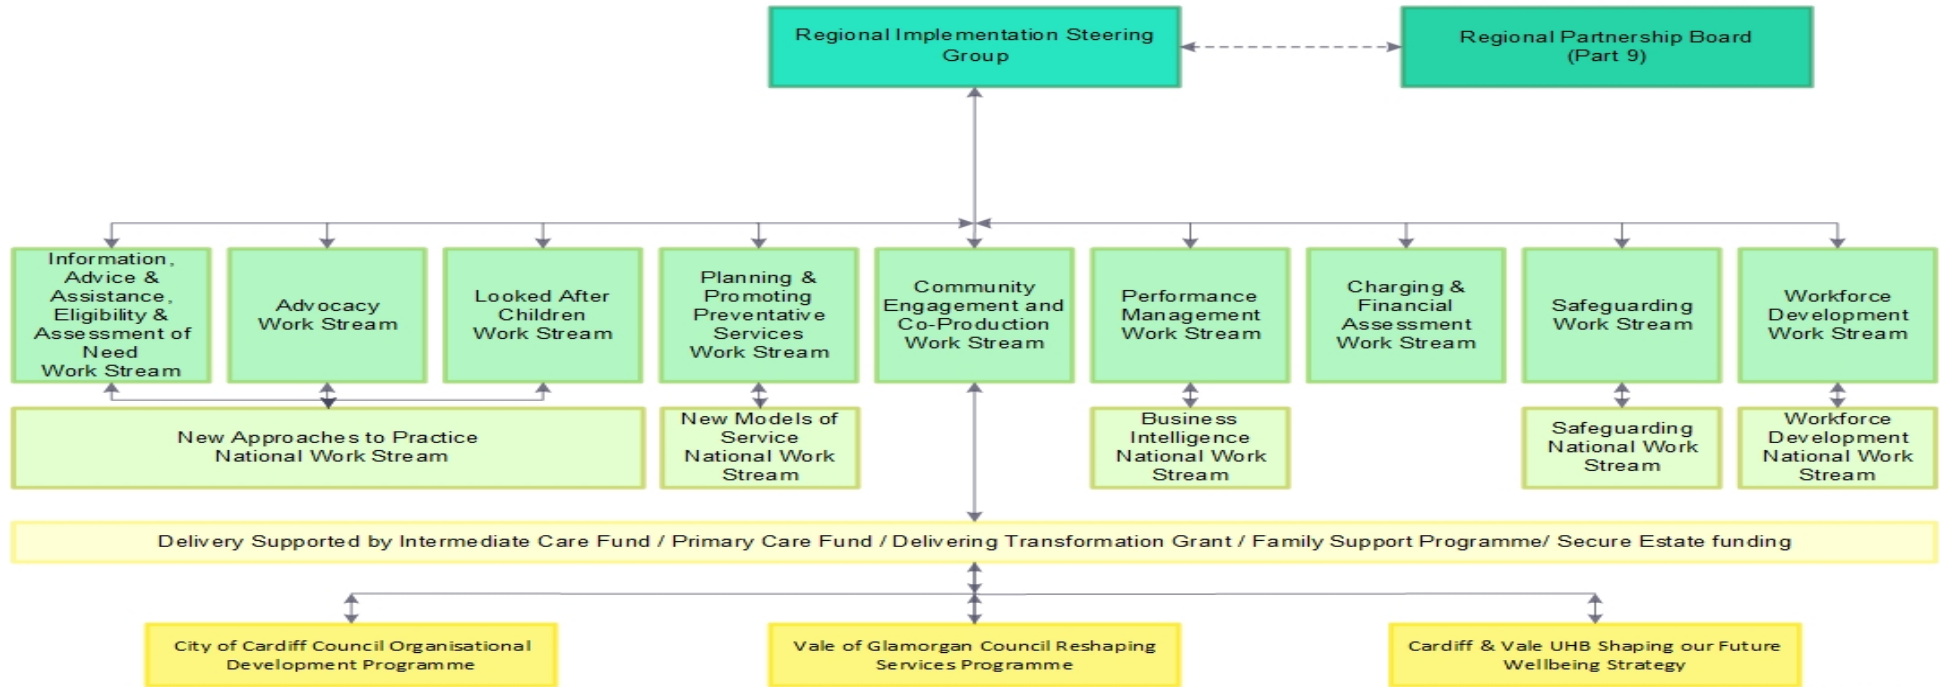 Regional Implementation Steering
Group
Regional Partnership Board
(Part 9)
Information,
Advice &
Assistance,
Eligibility &
Assessment of
Need
Work Stream
Advocacy
Work Stream
Looked After
Children
Work Stream
Planning &
Promoting
Preventative
Services
Work Stream
Community
Engagement and
Co-Production
Work Stream
Performance
Management
Work Stream
Charging &
Financial
Assessment
Work Stream
Safeguarding
Work Stream
Workforce
Development
Work Stream
New Approaches to Practice
National Work Stream
New Models of
Service
National Work
Stream
Business
Intelligence
National Work
Stream
Safeguarding
National Work
Stream
Workforce
Development
National Work
Stream
Delivery Supported by Intermediate Care Fund / Primary Care Fund / Delivering Transformation Grant / Family Support Programme/ Secure Estate funding
City of Cardiff Council Organisational
Development Programme
Vale of Glamorgan Council Reshaping
Services Programme
Cardiff & Vale UHB Shaping our Future
Wellbeing Strategy